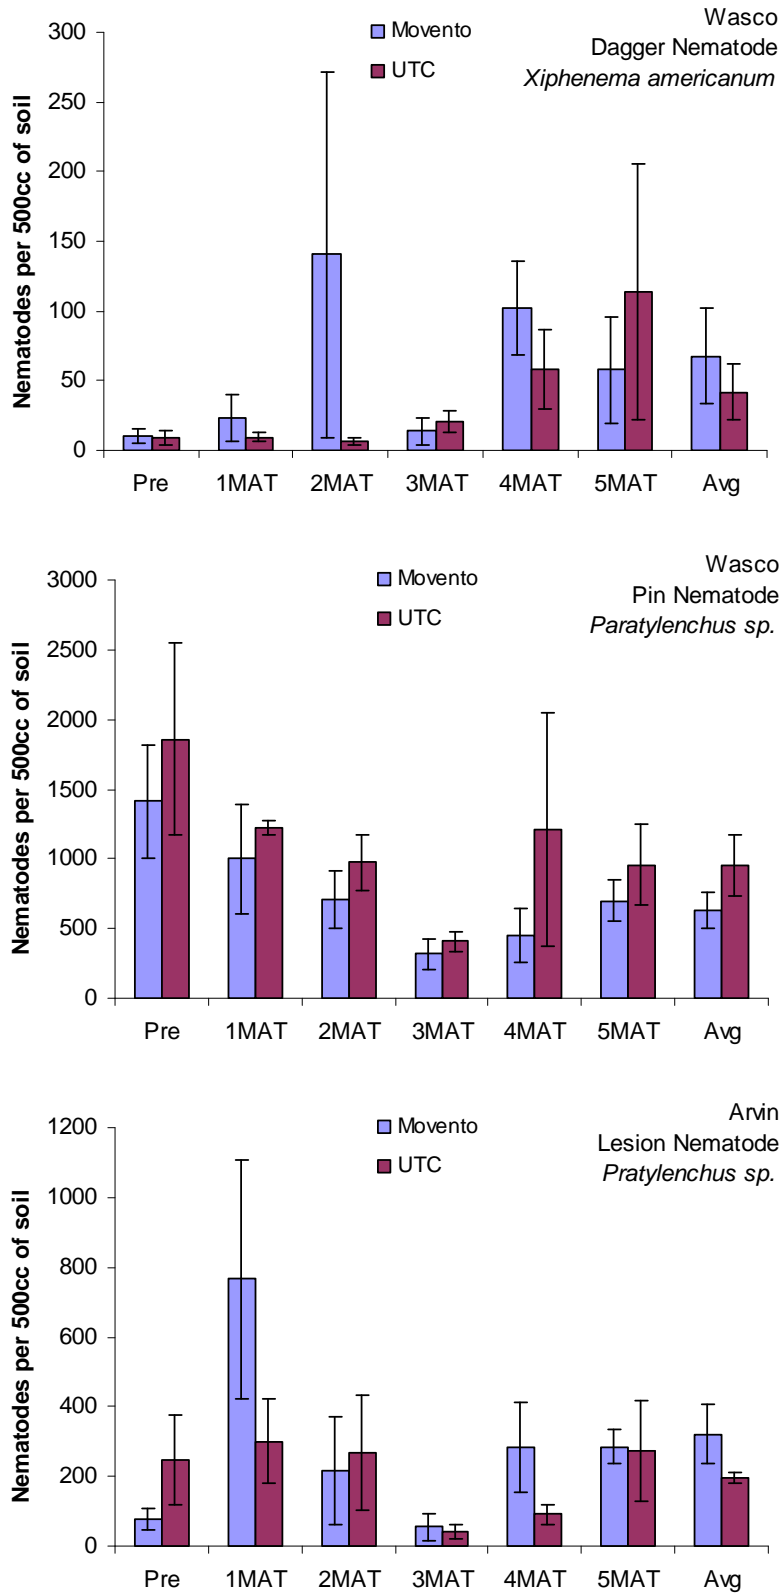 Wasco
Dagger Nematode
Xiphenema americanum
Movento
UTC
Nematodes per 500cc of soil
300
250
200
150
100
50
0
Pre 1MAT 2MAT 3MAT 4MAT 5MAT Avg
Wasco
Pin Nematode
Paratylenchus sp.
Movento
UTC
Nematodes per 500cc of soil
3000
2500
2000
1500
1000
500
0
Pre 1MAT 2MAT 3MAT 4MAT 5MAT Avg
Arvin
Lesion Nematode
Pratylenchus sp.
Movento
UTC
Nematodes per 500cc of soil
1200
1000
800
600
400
200
0
Pre 1MAT 2MAT 3MAT 4MAT 5MAT Avg